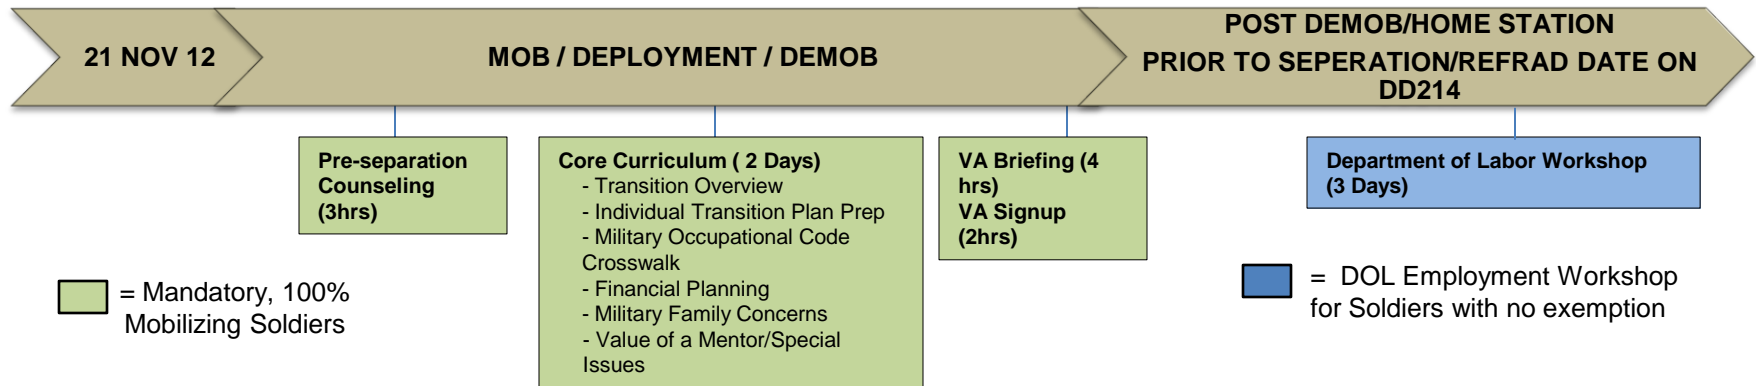 21 NOV 12
MOB / DEPLOYMENT / DEMOB
POST DEMOB/HOME STATION
PRIOR TO SEPERATION/REFRAD DATE ON
DD214
Pre-separation
Counseling
(3hrs)
Core Curriculum ( 2 Days)
- Transition Overview
- Individual Transition Plan Prep
- Military Occupational Code
Crosswalk
- Financial Planning
- Military Family Concerns
- Value of a Mentor/Special
Issues
VA Briefing (4
hrs)
VA Signup
(2hrs)
Department of Labor Workshop
(3 Days)
= Mandatory, 100%
Mobilizing Soldiers
= DOL Employment Workshop
for Soldiers with no exemption